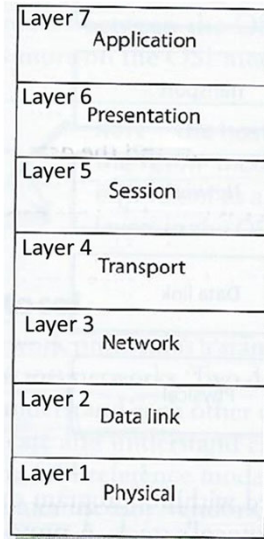 Layer 7
Application
Layer 6
Presentation
Layer 5
Session
Layer 4
Transport
Layer 3
Network
Layer 2
Data link
Layer 1
Physical